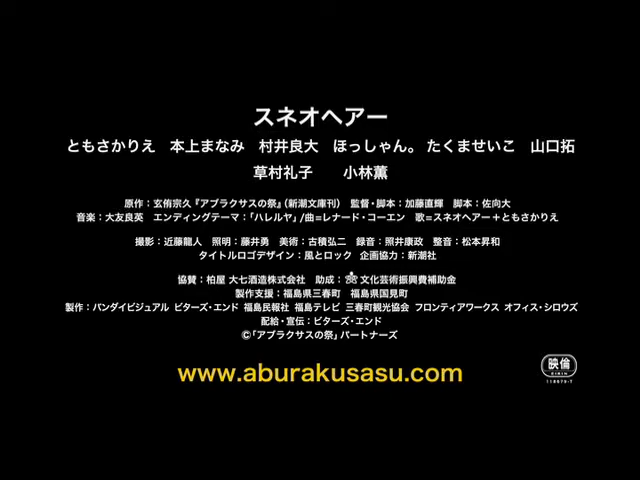 スネオヘアー
ともさかりえ　本上まなみ　村井良大　ほっしゃん。 たくませいこ　山口拓
草村礼子　　小林薫
原作：玄侑宗久『アブラクサスの祭』（新潮文庫刊）　監督・脚本：加藤直輝　脚本：佐向大
音楽：大友良英　エンディングテーマ：「ハレルヤ」/曲=レナード・コーエン　歌=スネオヘアー＋ともさかりえ
撮影：近藤龍人　照明：藤井勇　美術：古積弘二　録音：照井康政　整音：松本昇和
タイトルロゴデザイン：風とロック　企画協力：新潮社
協賛：柏屋 大七酒造株式会社　助成： 文化芸術振興費補助金
製作支援：福島県三春町　福島県国見町
製作：バンダイビジュアル ビターズ・エンド 福島民報社 福島テレビ 三春町観光協会 フロンティアワークス オフィス・シロウズ
配給・宣伝：ビターズ・エンド
©「アブラクサスの祭」パートナーズ
www.aburakusasu.com
映倫
EIRIN